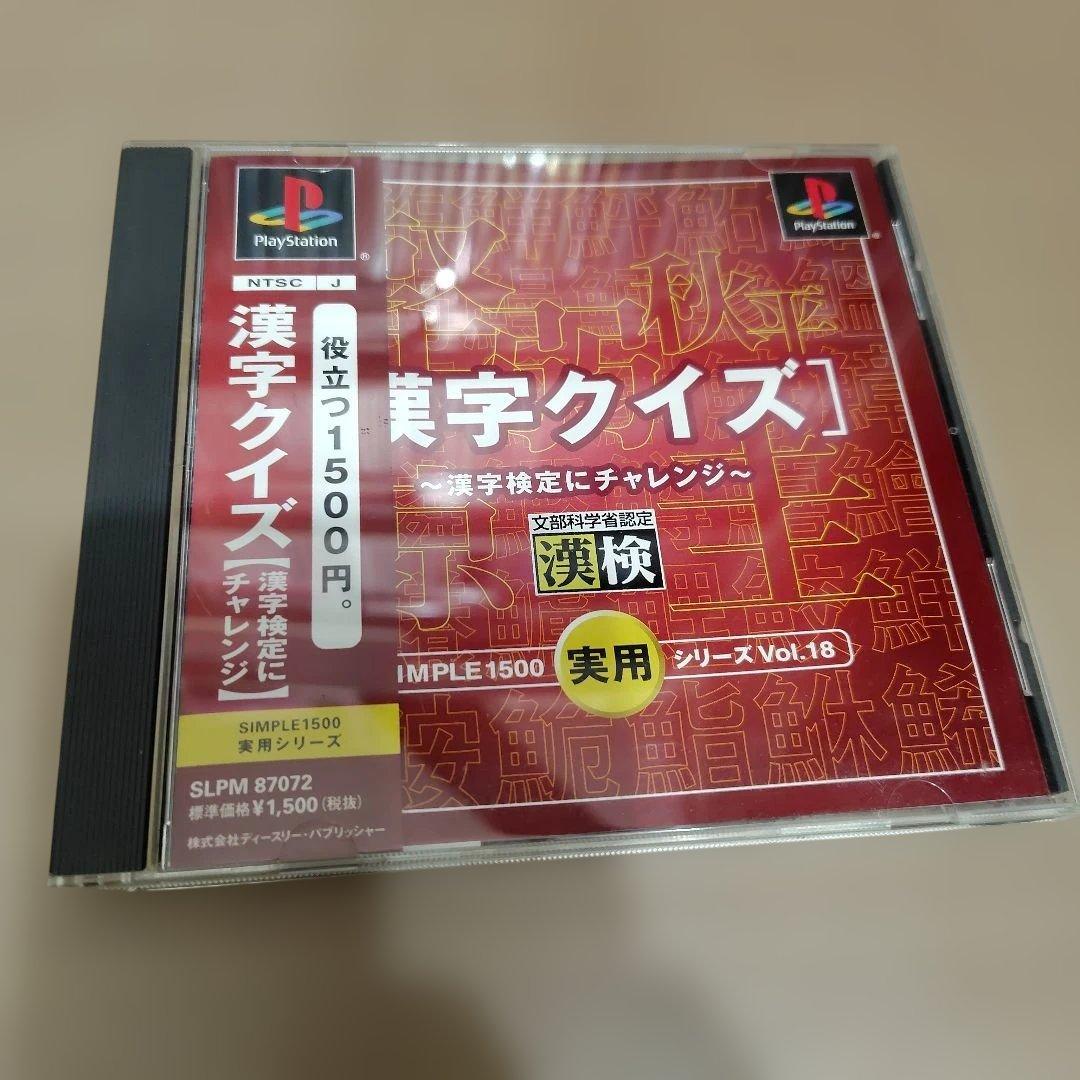 PlayStation
NTSC J
漢字クイズ
【漢字検定に
チャレンジ】
役立つ1500円。
SIMPLE1500
実用シリーズ
SLPM 87072
標準価格¥1,500(税抜)
株式会社ディースリー・パブリッシャー
PlayStation
漢字クイズ]
～漢字検定にチャレンジ～
文部科学省認定
漢検
IMPLE1500 実用 シリーズ Vol.18